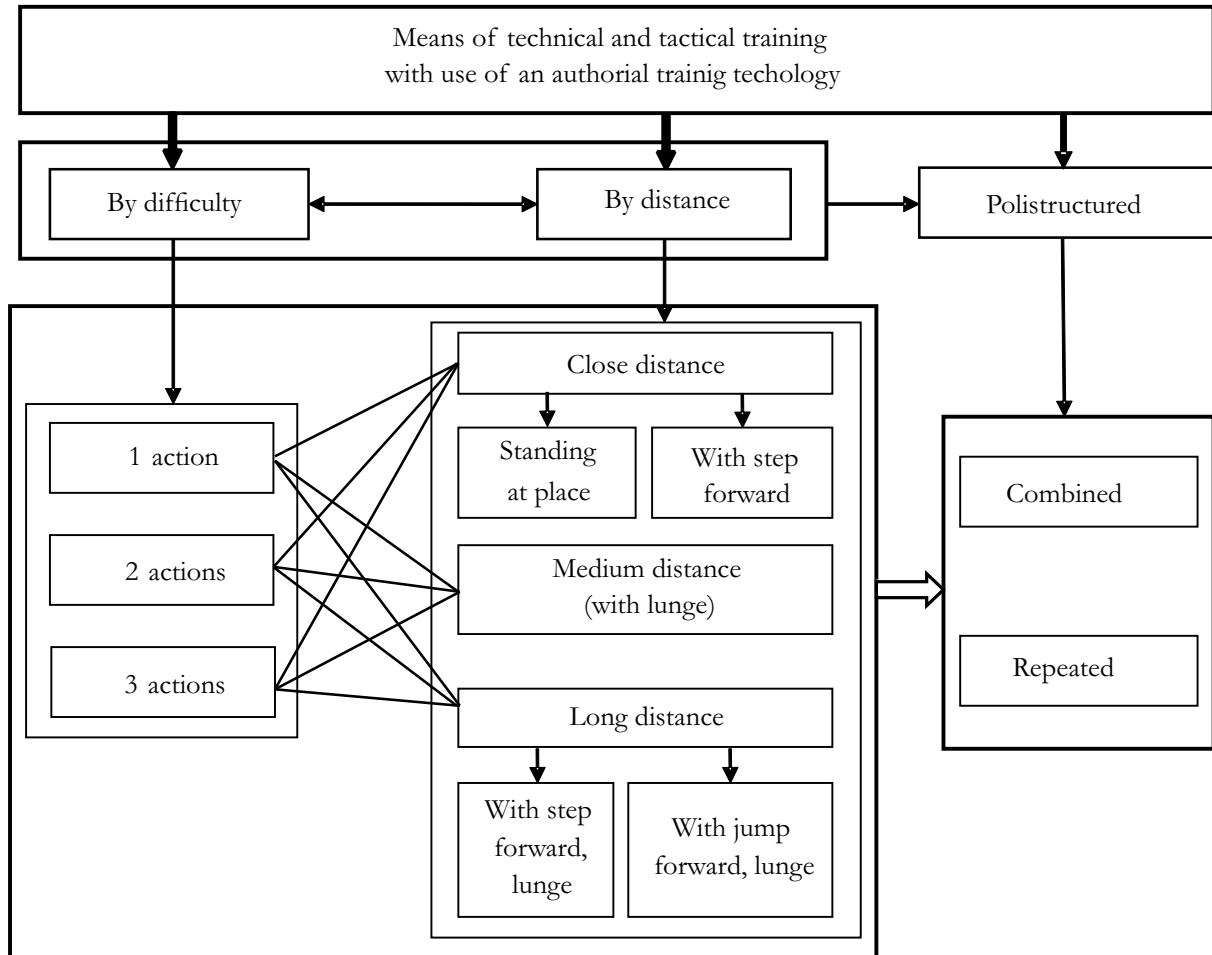 Means of technical and tactical training
with use of an authorial trainig techology
By difficulty
By distance
Polistructured
1 action
2 actions
3 actions
Close distance
Standing
at place
With step
forward
Medium distance
(with lunge)
Long distance
With step
forward,
lunge
With jump
forward, lunge
Combined
Repeated